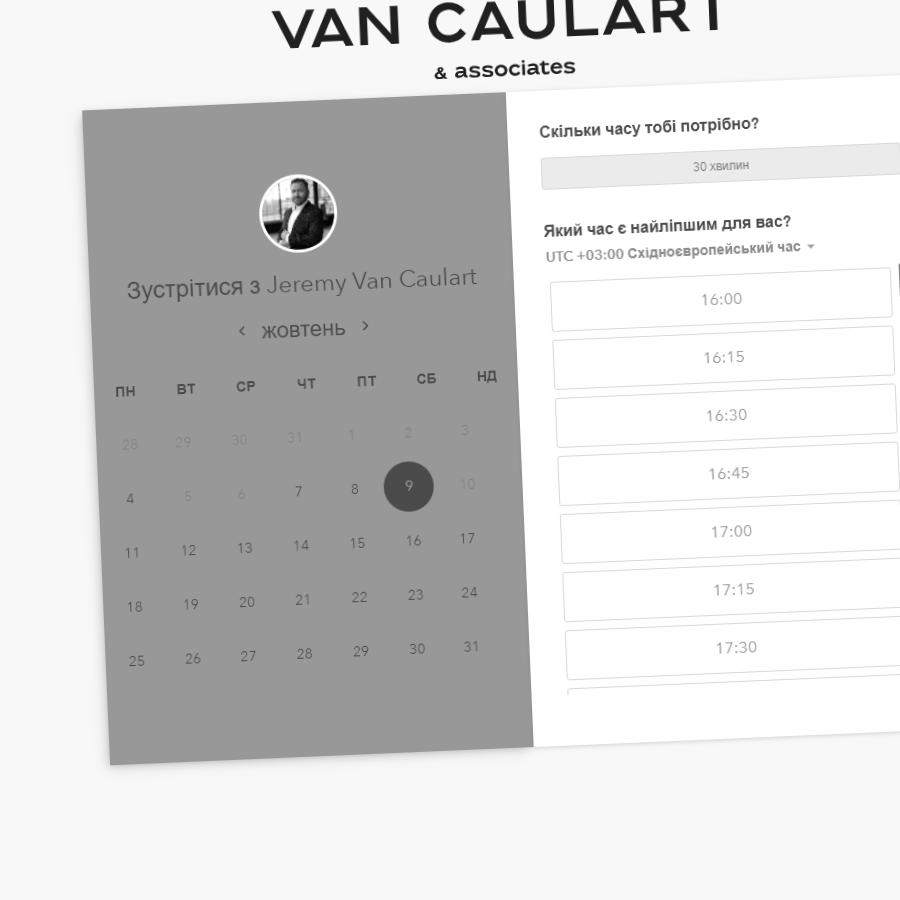 VAN CAULART
& associates
Зустрітися з Jeremy Van Caulart
‹ жовтень ›
ПН ВТ СР ЧТ ПТ СБ НД
28 29 30 31 1 2 3
4 5 6 7 8 9 10
11 12 13 14 15 16 17
18 19 20 21 22 23 24
25 26 27 28 29 30 31
Скільки часу тобі потрібно?
30 хвилин
Який час є найліпшим для вас?
UTC +03:00 Східноєвропейський час
16:00
16:15
16:30
16:45
17:00
17:15
17:30